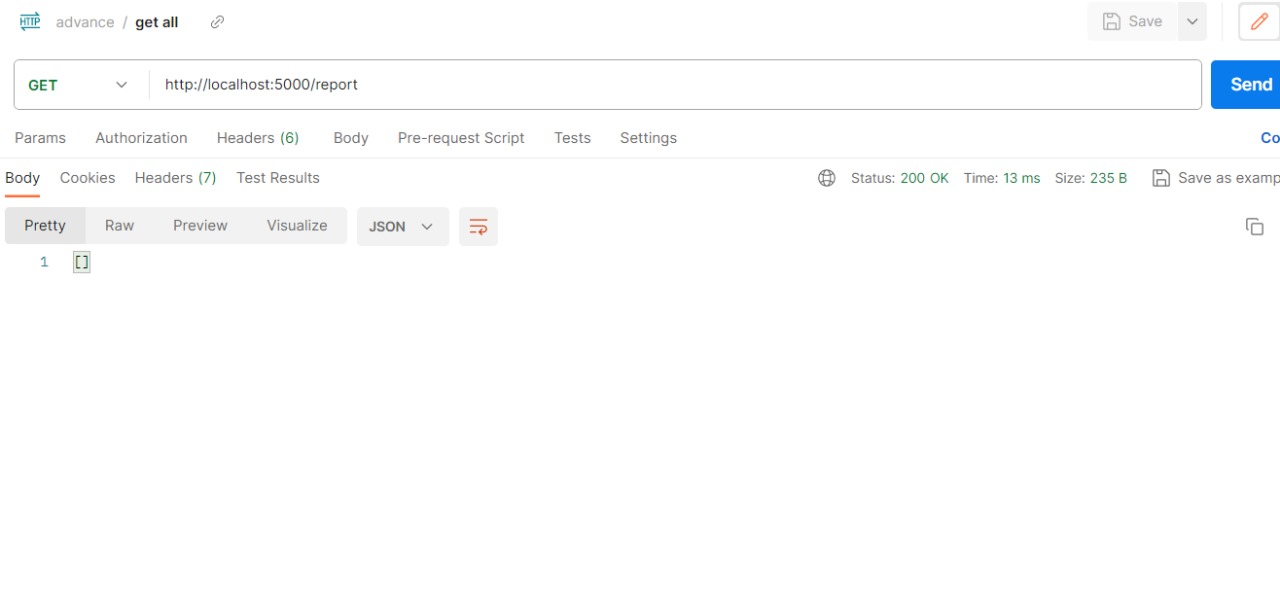 HTTP advance / get all Save
GET http://localhost:5000/report Send
Params Authorization Headers (6) Body Pre-request Script Tests Settings Co
Body Cookies Headers (7) Test Results Status: 200 OK Time: 13 ms Size: 235 B Save as examp
Pretty Raw Preview Visualize JSON
1 []